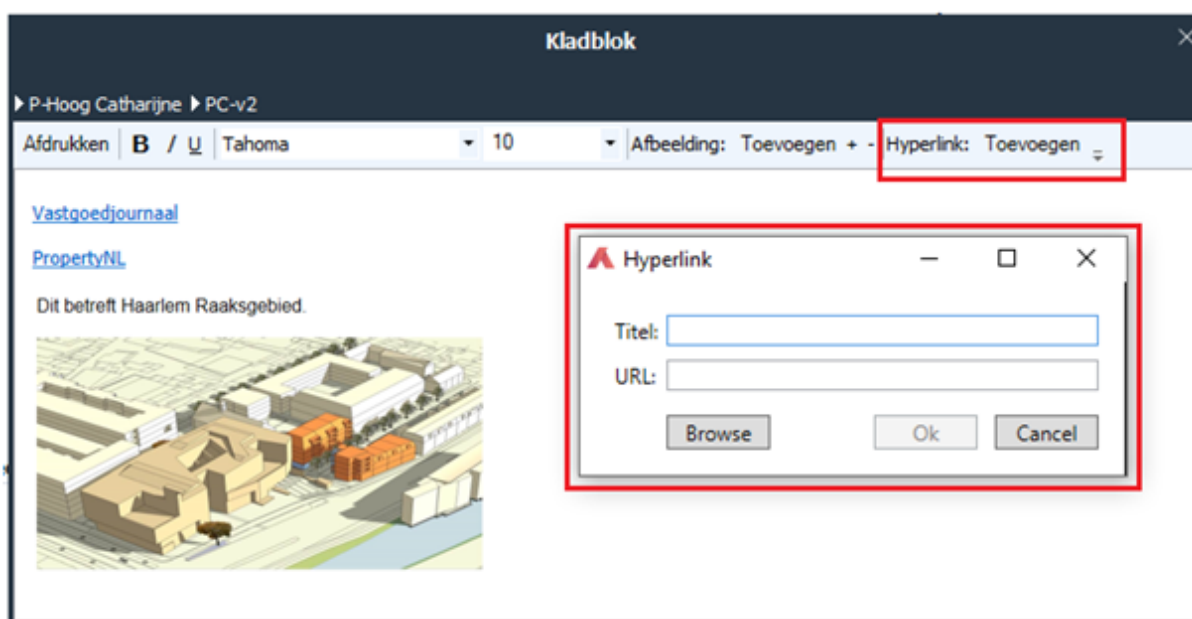 Kladblok
P-Hoog Catharijne PC-v2
Afdrukken B I U Tahoma 10 Afbeelding: Toevoegen + - Hyperlink: Toevoegen
Vastgoedjournaal
PropertyNL
Dit betreft Haarlem Raaksgebied.
Hyperlink
Titel:
URL:
Browse Ok Cancel